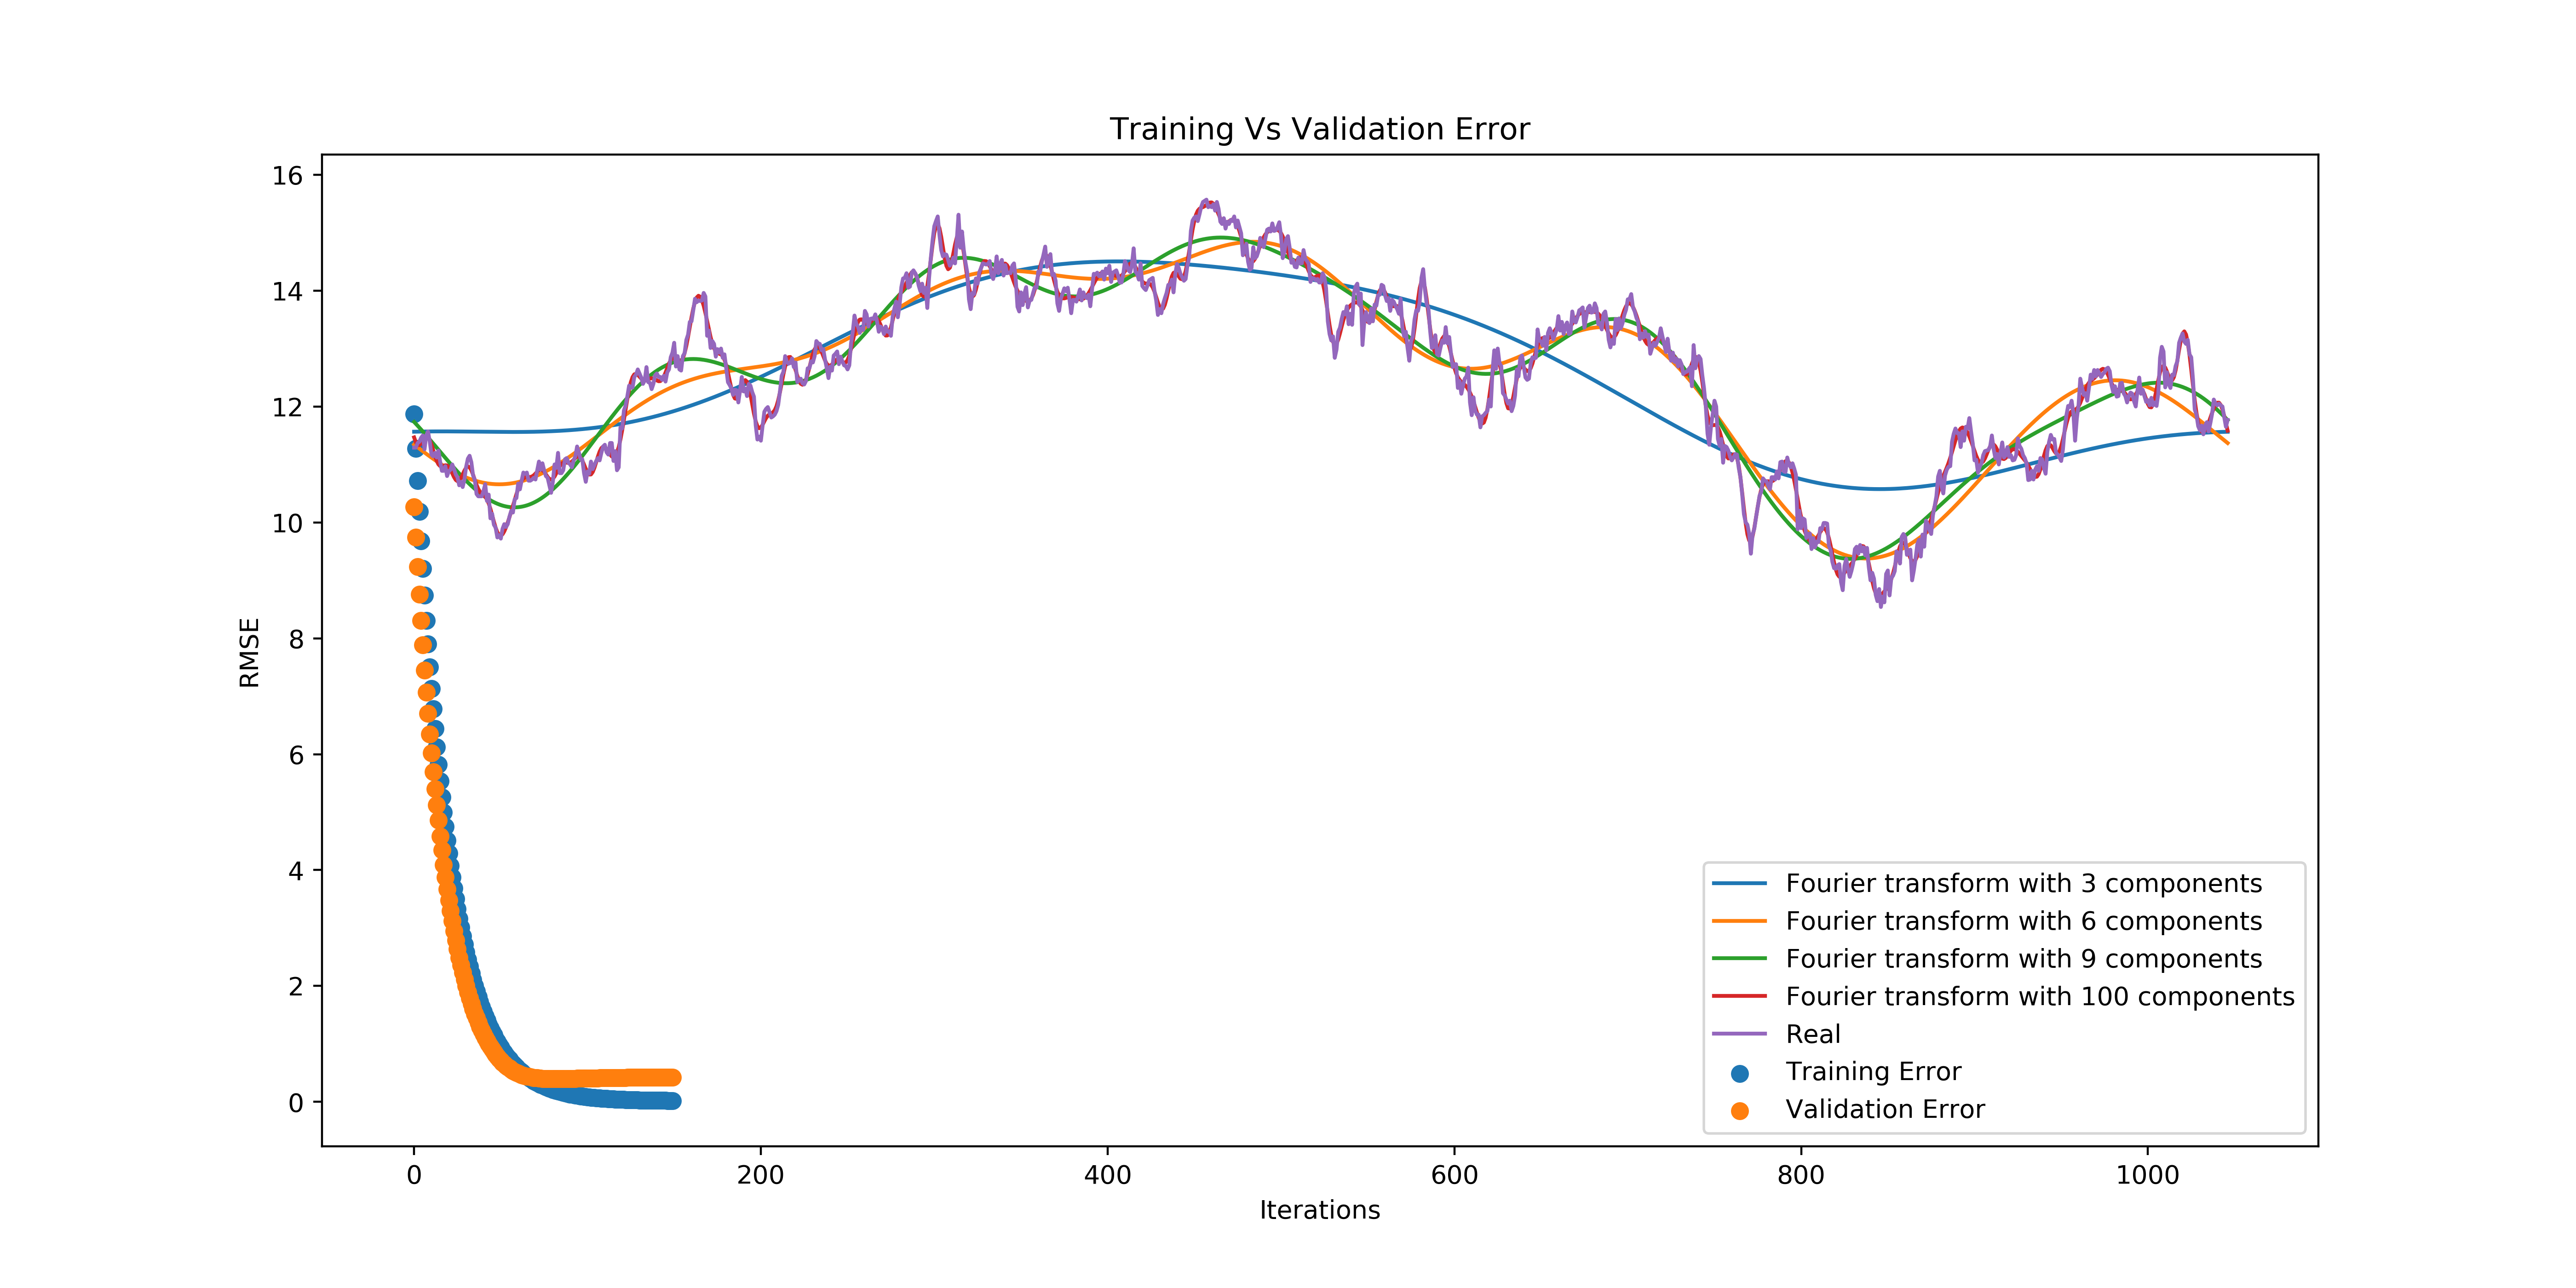 Training Vs Validation Error
16
14
12
10
8
6
4
2
0
RMSE
0 200 400 600 800 1000
Iterations
Fourier transform with 3 components
Fourier transform with 6 components
Fourier transform with 9 components
Fourier transform with 100 components
Real
Training Error
Validation Error